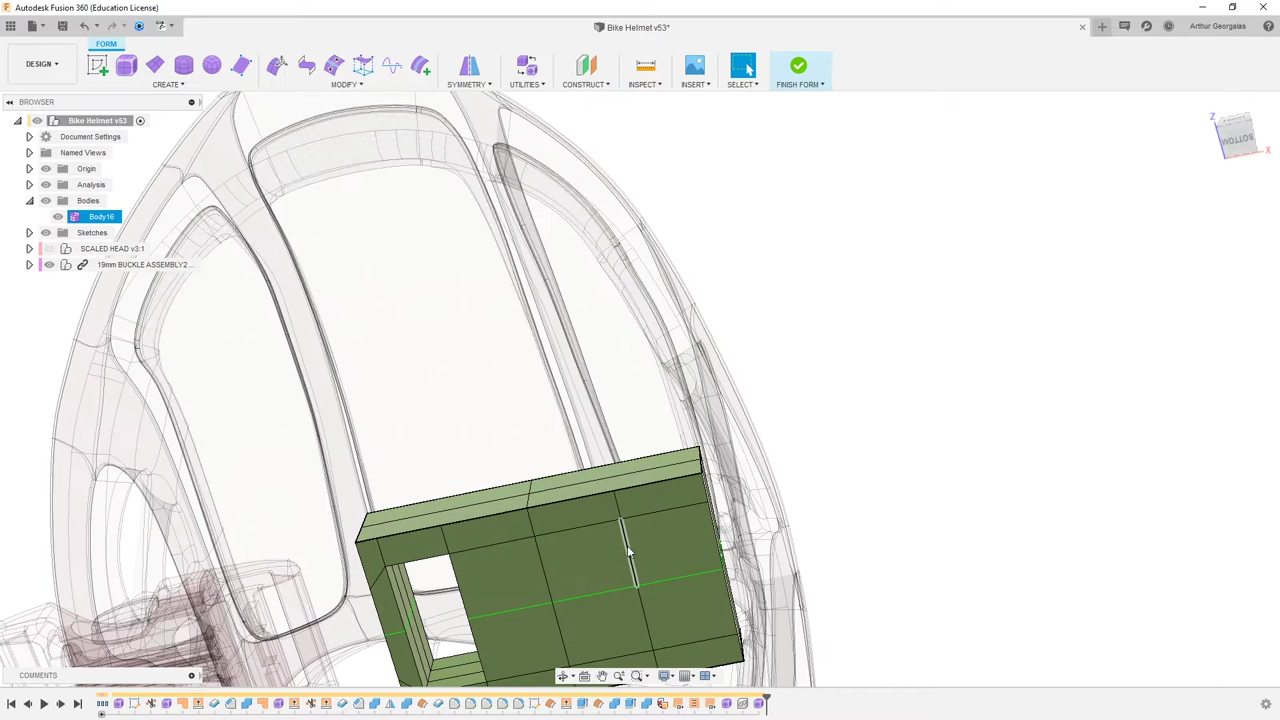 Autodesk Fusion 360 (Education License)
Bike Helmet v53*
Arthur Georgalas
FORM
DESIGN
CREATE
MODIFY
SYMMETRY
UTILITIES
CONSTRUCT
INSPECT
INSERT
SELECT
FINISH FORM
BROWSER
Bike Helmet v53
Document Settings
Named Views
Origin
Analysis
Bodies
Body16
Sketches
SCALED HEAD v3:1
19mm BUCKLE ASSEMBLY2...
Z
BOTTOM
X
COMMENTS